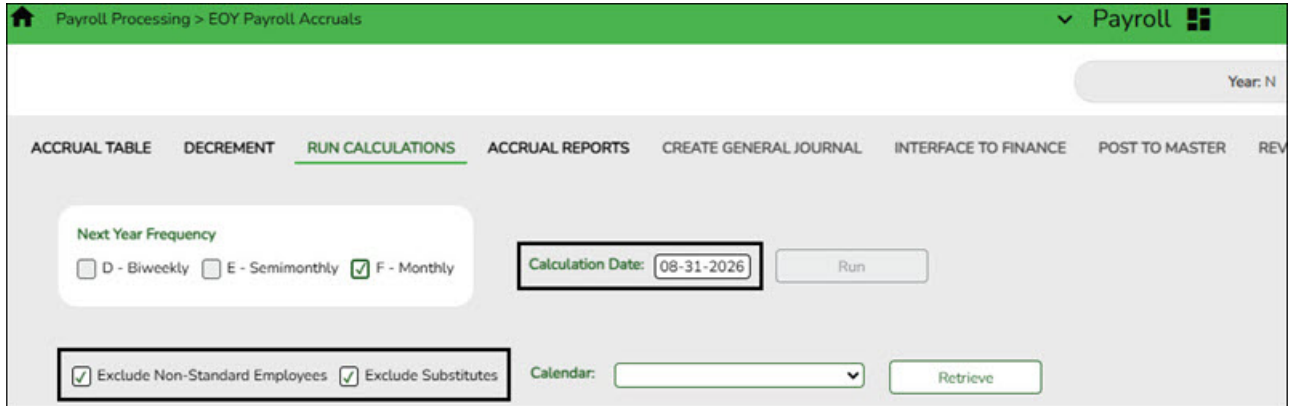 Payroll Processing > EOY Payroll Accruals
Payroll
Year: N
ACCRUAL TABLE DECREMENT RUN CALCULATIONS ACCRUAL REPORTS CREATE GENERAL JOURNAL INTERFACE TO FINANCE POST TO MASTER REV
Next Year Frequency
D - Biweekly E - Semimonthly F - Monthly
Calculation Date: 08-31-2026 Run
Exclude Non-Standard Employees Exclude Substitutes Calendar: Retrieve